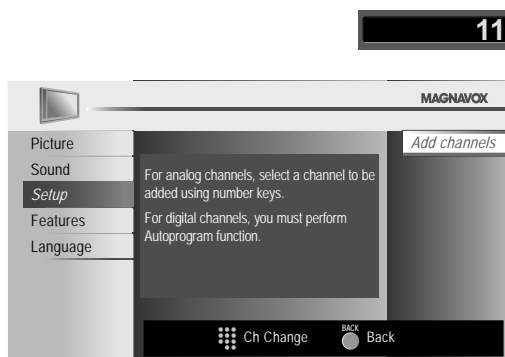 11
MAGNAVOX
Picture
Sound
Setup
Features
Language
Add channels
For analog channels, select a channel to be
added using number keys.
For digital channels, you must perform
Autoprogram function.
Ch Change
BACK
Back